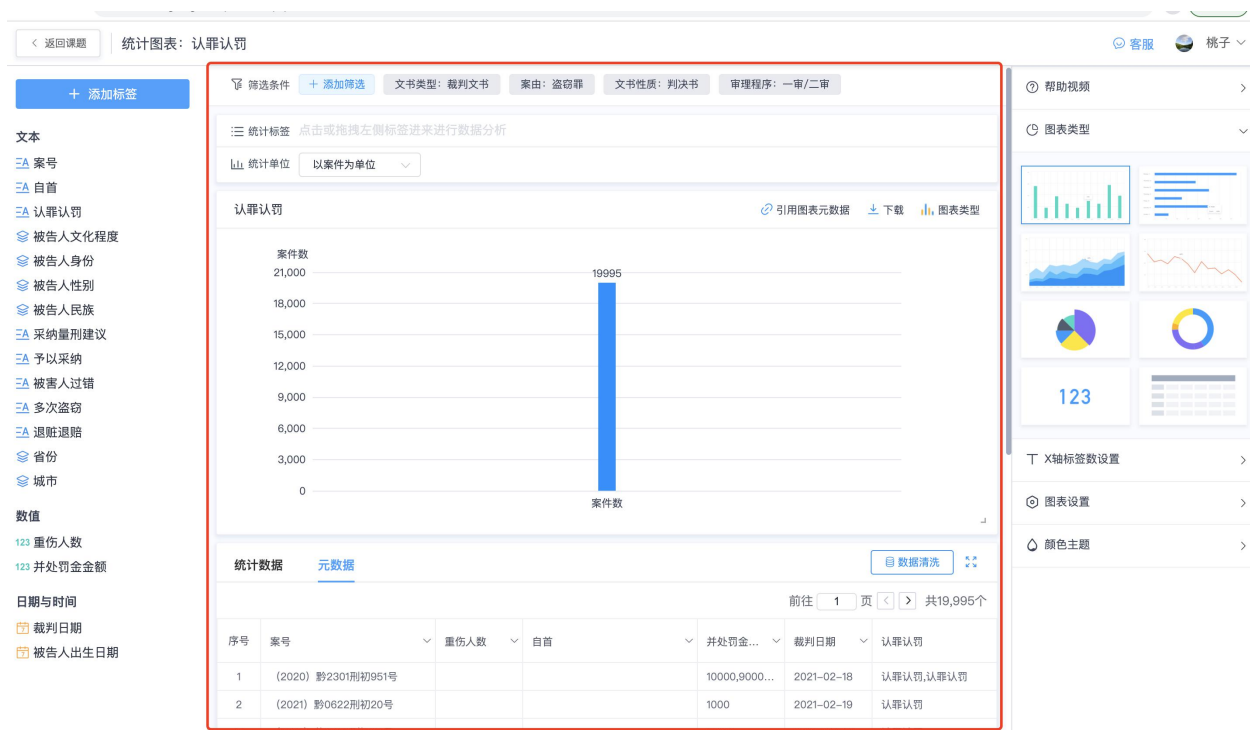 返回课题
统计图表：认罪认罚
客服
桃子
+ 添加标签
文本
案号
自首
认罪认罚
被告人文化程度
被告人身份
被告人性别
被告人民族
采纳量刑建议
予以采纳
被害人过错
多次盗窃
退赃退赔
省份
城市
数值
123 重伤人数
123 并处罚金金额
日期与时间
裁判日期
被告人出生日期
筛选条件 + 添加筛选 文书类型：裁判文书 案由：盗窃罪 文书性质：判决书 审理程序：一审/二审
统计标签 点击或拖拽左侧标签进来进行数据分析
统计单位 以案件为单位
认罪认罚 引用图表元数据 下载 图表类型
案件数
21,000
19995
18,000
15,000
12,000
9,000
6,000
3,000
0
案件数
统计数据 元数据 数据清洗
前往 1 页 < > 共19,995个
序号 案号 重伤人数 自首 并处罚金... 裁判日期 认罪认罚
1 （2020）黔2301刑初951号 10000,9000... 2021-02-18 认罪认罚,认罪认罚
2 （2021）黔0622刑初20号 1000 2021-02-19 认罪认罚
帮助视频
图表类型
123
X轴标签数设置
图表设置
颜色主题